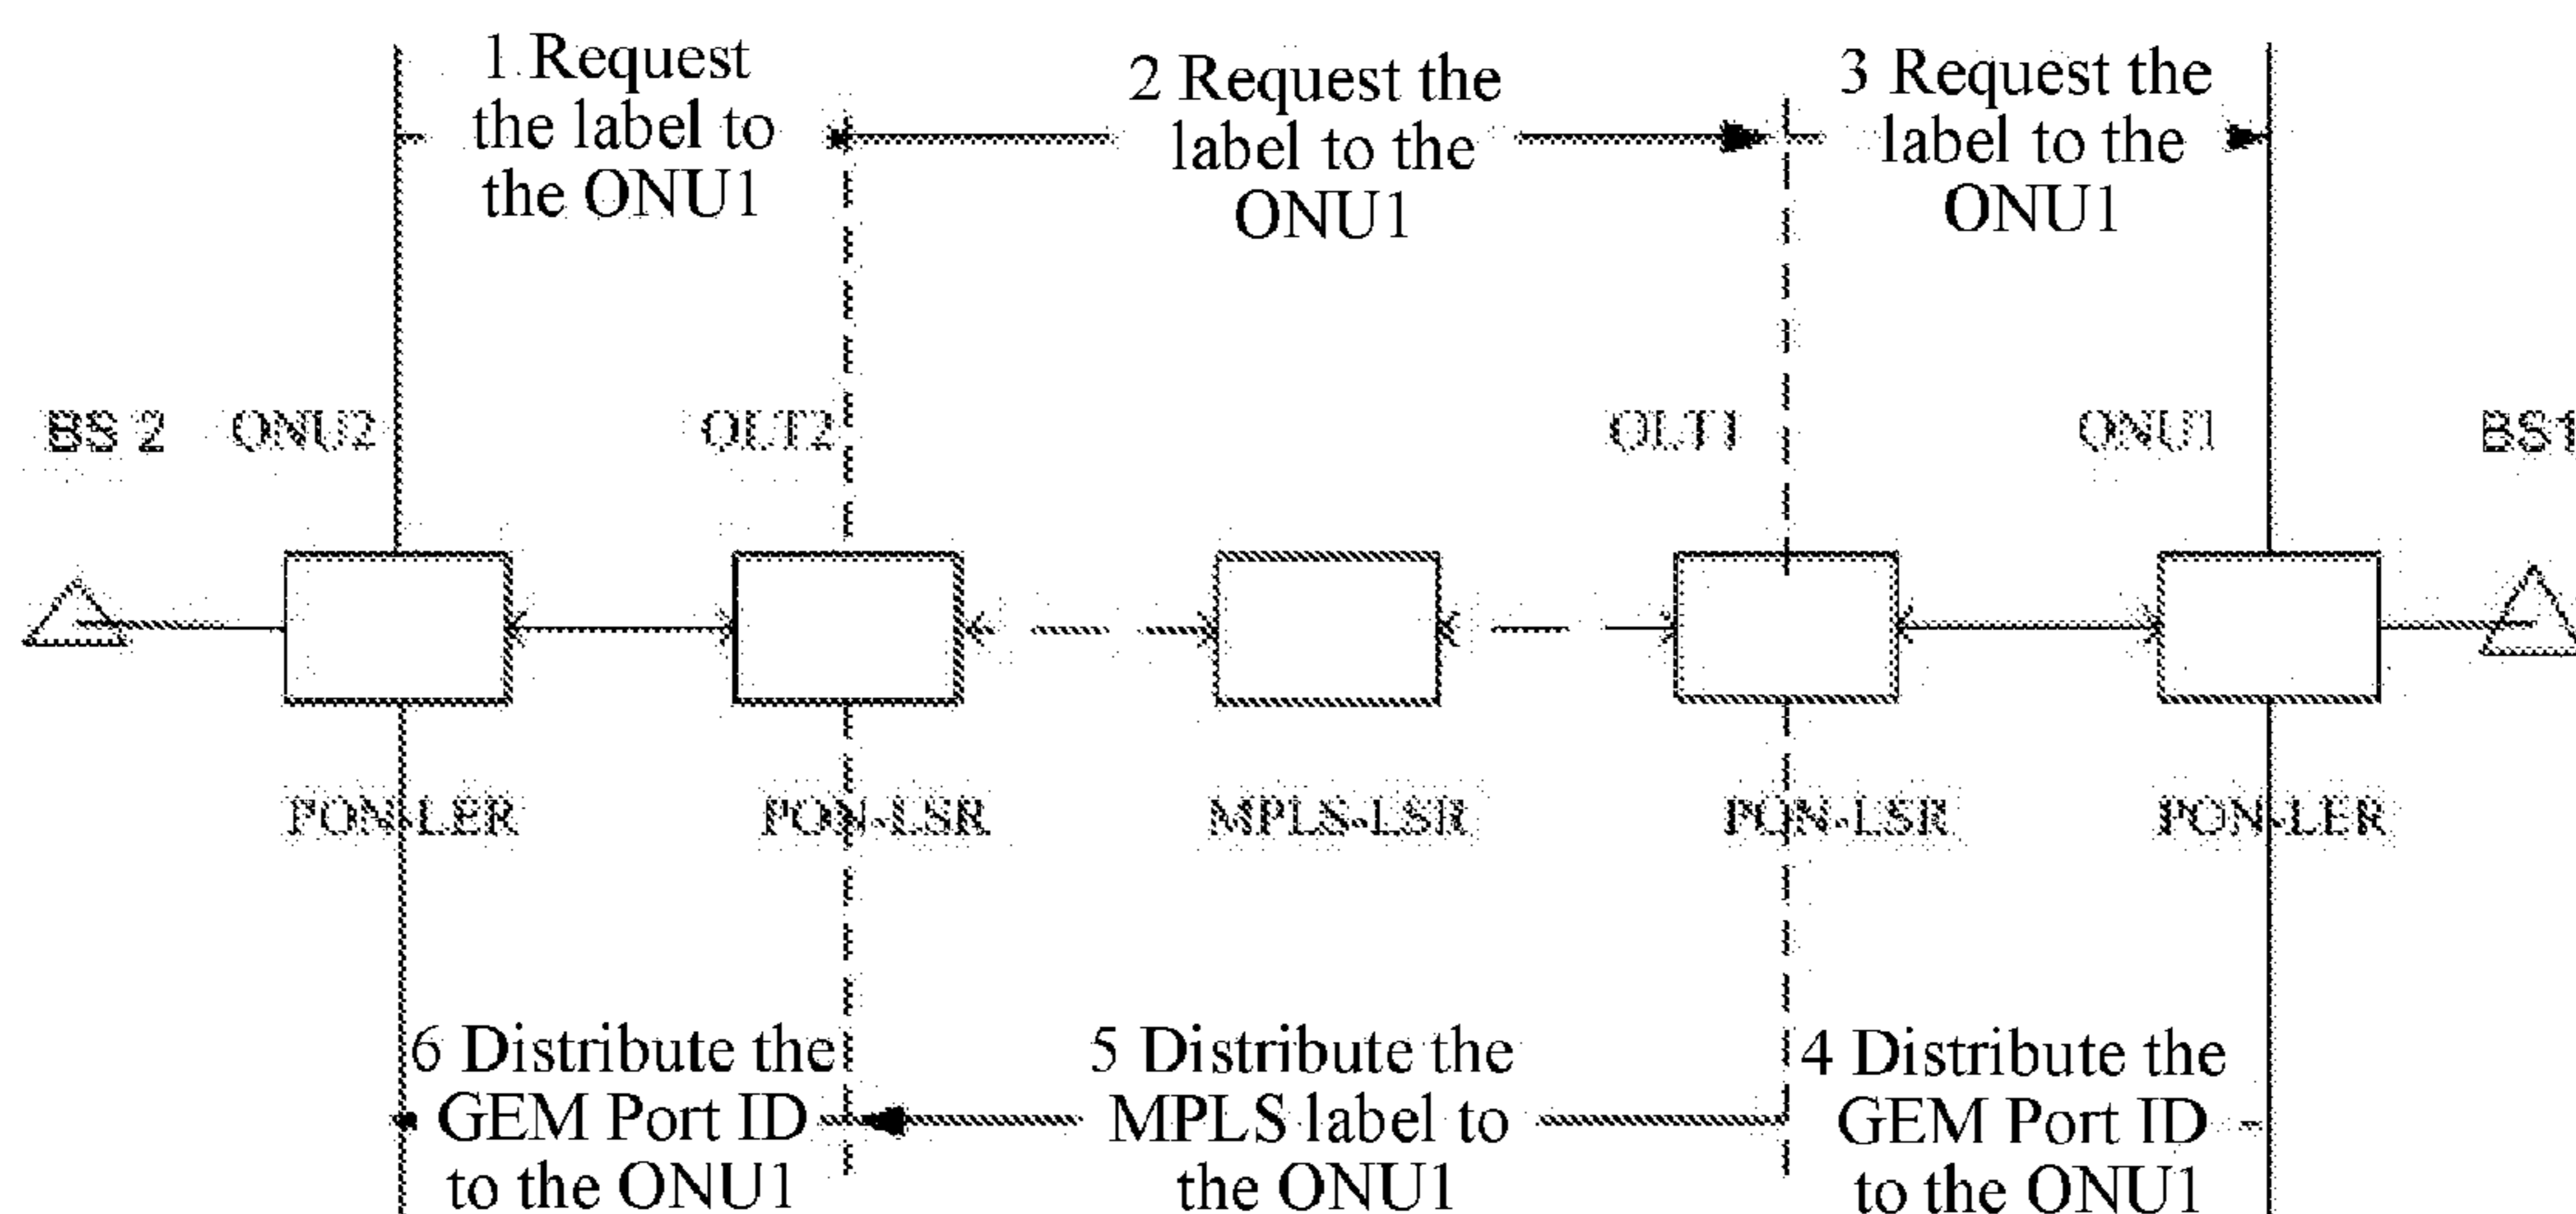 1 Request
the label to
the ONU1
2 Request the
label to the
ONU1
3 Request the
label to the
ONU1
BS 2
ONU2
OLT2
OLT1
ONU1
BS1
PON-LER
PON-LSR
MPLS-LSR
PON-LSR
PON-LER
6 Distribute the
GEM Port ID
to the ONU1
5 Distribute the
MPLS label to
the ONU1
4 Distribute the
GEM Port ID
to the ONU1